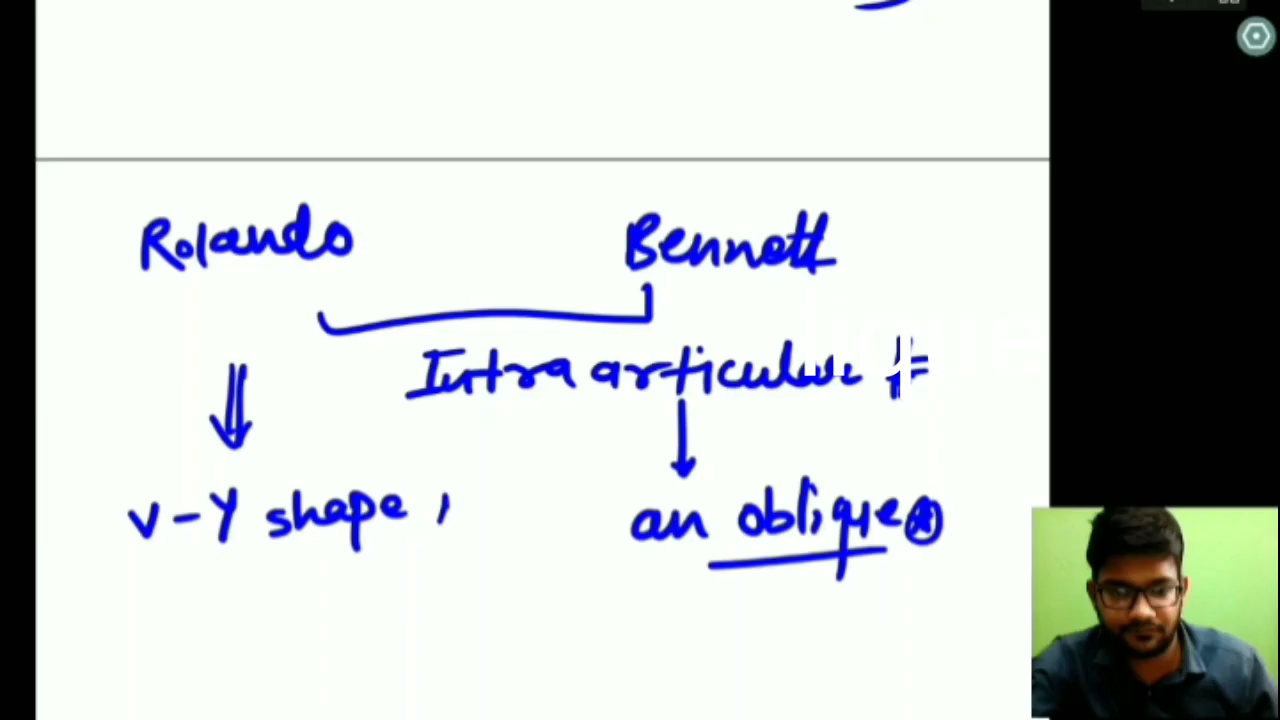 Rolando Bennett
Intra articular #
V-Y shape, an oblique